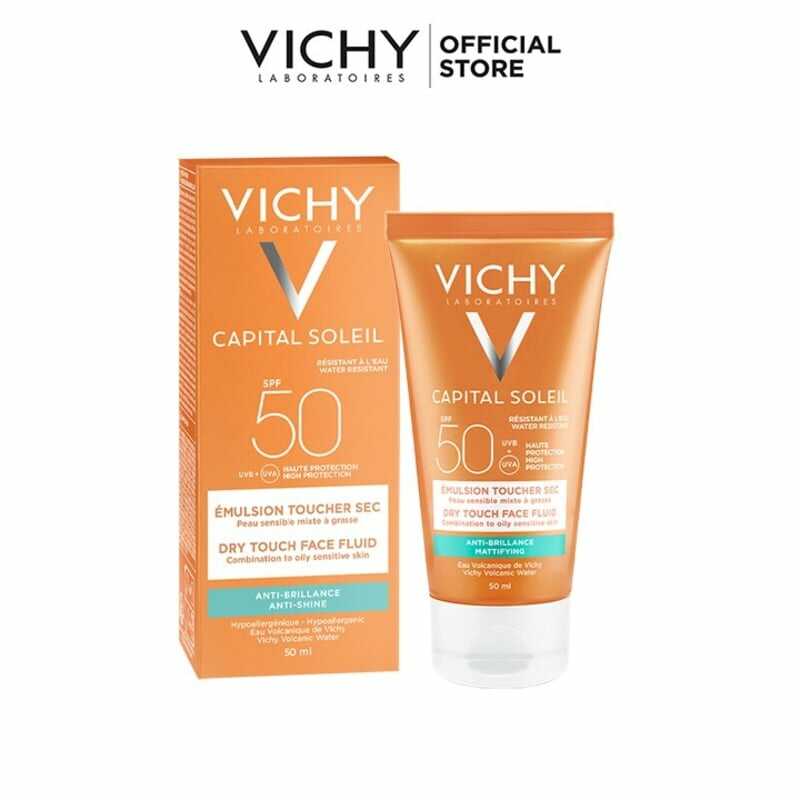 VICHY
LABORATOIRES
OFFICIAL
STORE
VICHY
LABORATOIRES
CAPITAL SOLEIL
RÉSISTANT À L'EAU
WATER RESISTANT
SPF
50
UVB + UVA
HAUTE PROTECTION
HIGH PROTECTION
ÉMULSION TOUCHER SEC
Peau sensible mixte à grasse
DRY TOUCH FACE FLUID
Combination to oily sensitive skin
ANTI-BRILLANCE
ANTI-SHINE
Hypoallergénique - Hypoallergenic
Eau Volcanique de Vichy
Vichy Volcanic Water
50 ml
VICHY
LABORATOIRES
CAPITAL SOLEIL
RÉSISTANT À L'EAU
WATER RESISTANT
SPF
50
UVB
+
UVA
HAUTE
PROTECTION
HIGH
PROTECTION
ÉMULSION TOUCHER SEC
Peau sensible mixte à grasse
DRY TOUCH FACE FLUID
Combination to oily sensitive skin
ANTI-BRILLANCE
MATTIFYING
Eau Volcanique de Vichy
Vichy Volcanic Water
50 ml